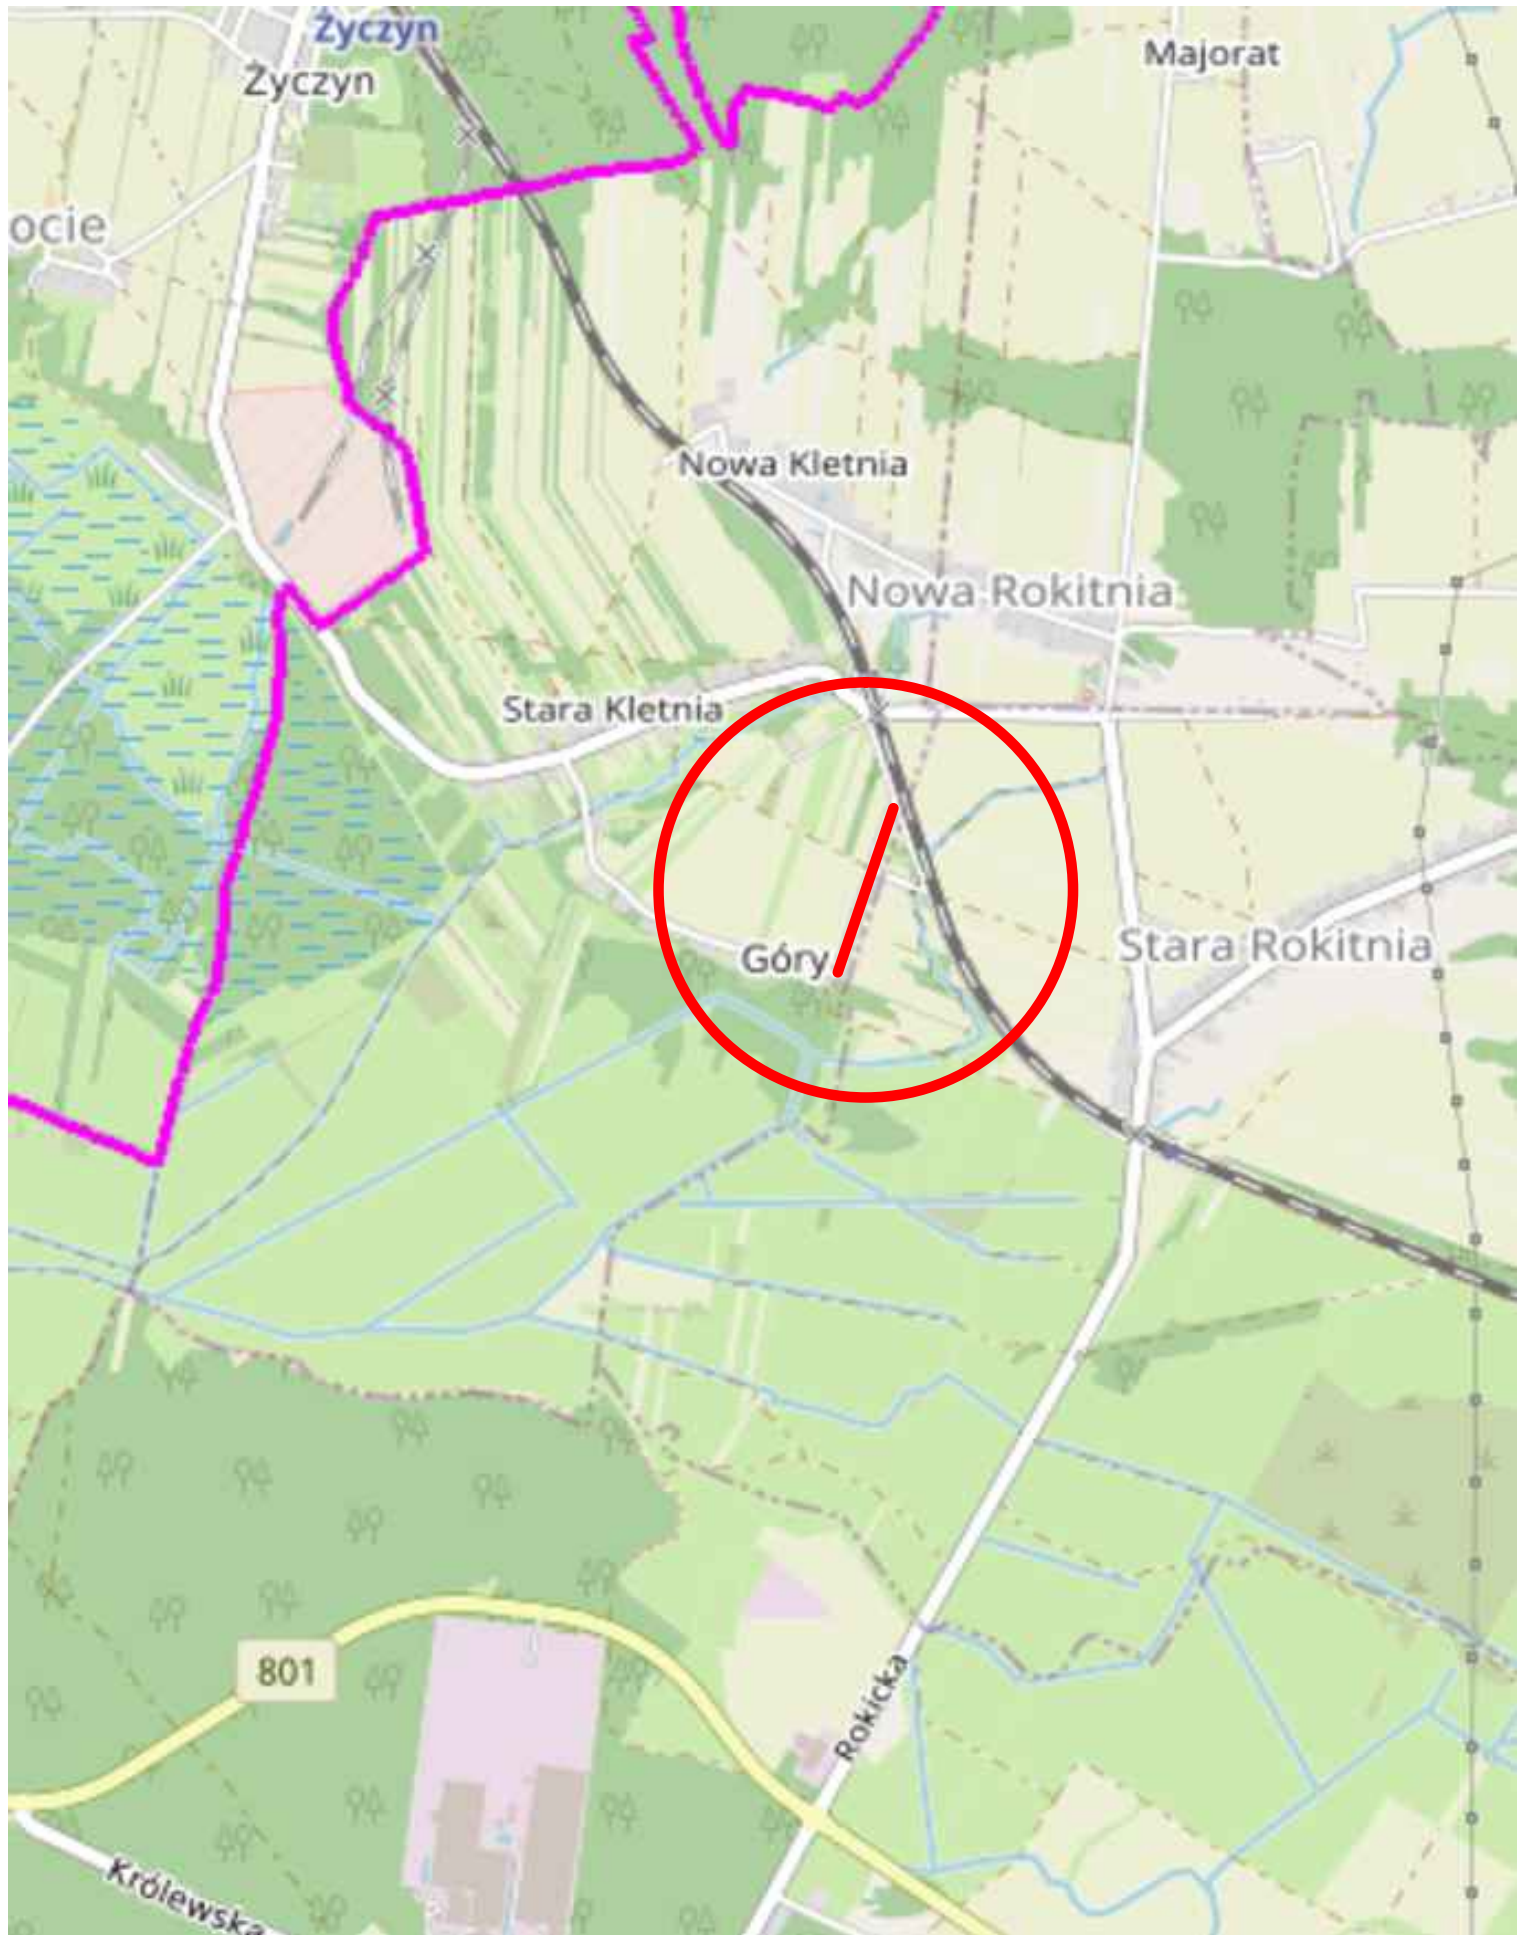 Życzyn
Majorat
Życzyn
ocie
Nowa Kletnia
Nowa Rokitnia
Stara Kletnia
Stara Rokitnia
Góry
801
Rokicka
Królewska